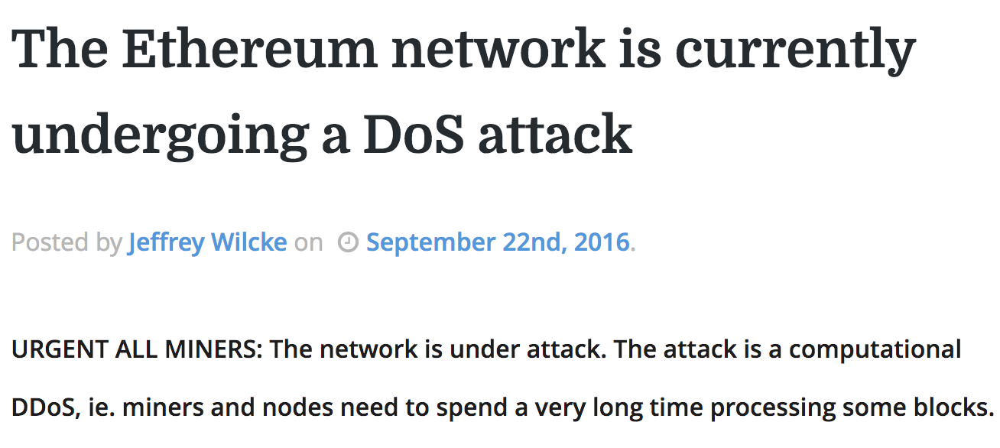 The Ethereum network is currently
undergoing a DoS attack
Posted by Jeffrey Wilcke on September 22nd, 2016.
URGENT ALL MINERS: The network is under attack. The attack is a computational
DDoS, ie. miners and nodes need to spend a very long time processing some blocks.